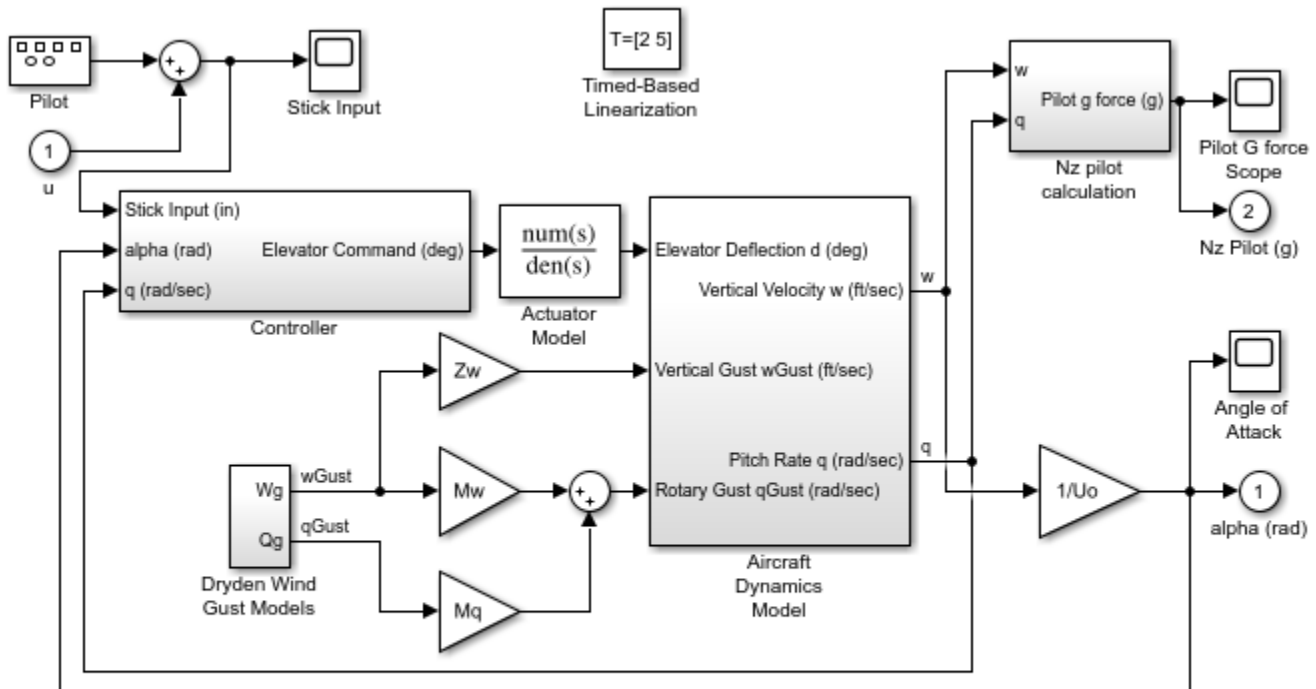 Pilot
1
u
+
+
Stick Input
T=[2 5]
Timed-Based
Linearization
w
q
Pilot g force (g)
Nz pilot
calculation
Pilot G force
Scope
2
Nz Pilot (g)
Stick Input (in)
alpha (rad)
q (rad/sec)
Elevator Command (deg)
Controller
num(s)
den(s)
Actuator
Model
Elevator Deflection d (deg)
Vertical Velocity w (ft/sec)
Vertical Gust wGust (ft/sec)
Pitch Rate q (rad/sec)
Rotary Gust qGust (rad/sec)
Aircraft
Dynamics
Model
w
q
Zw
Mw
Mq
+
+
Wg
Qg
wGust
qGust
Dryden Wind
Gust Models
1/Uo
Angle of
Attack
1
alpha (rad)